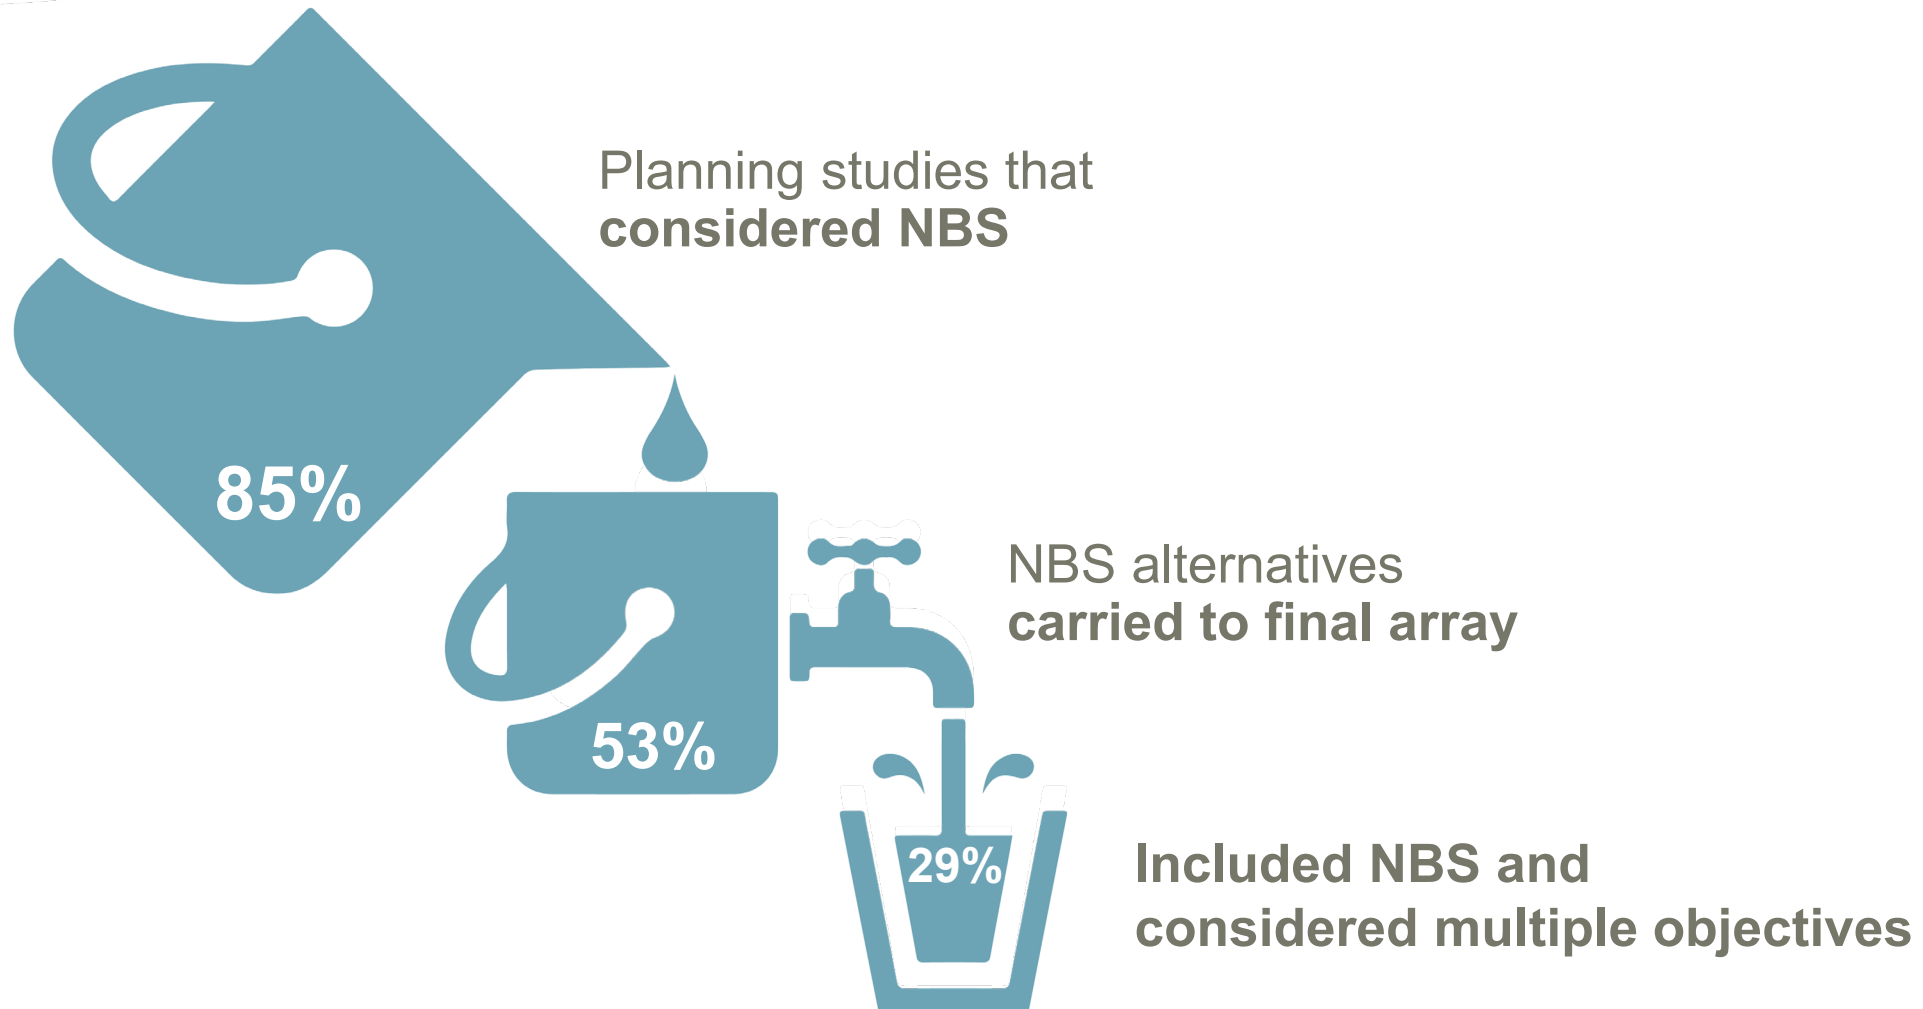 Planning studies that
considered NBS
85%
NBS alternatives
carried to final array
53%
29%
Included NBS and
considered multiple objectives